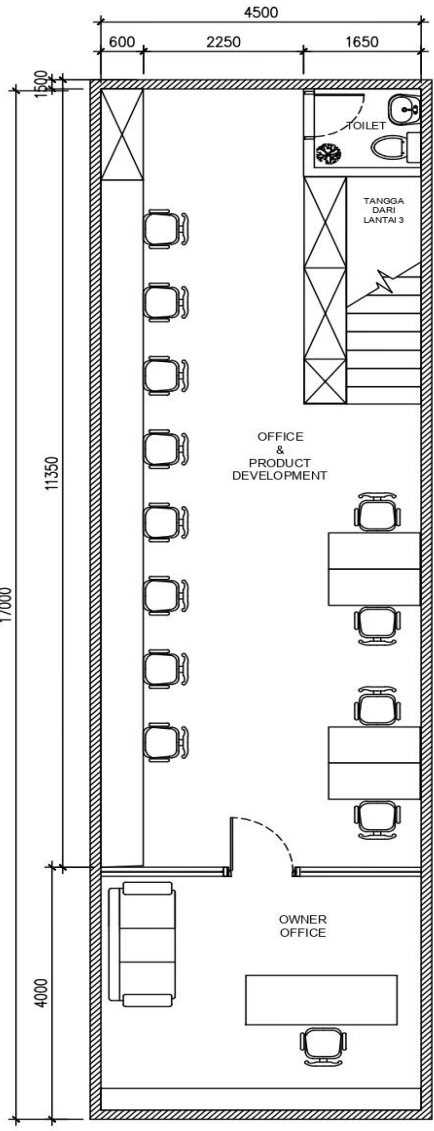 4500
600
2250
1650
1500
TOILET
TANGGA
DARI
LANTAI 3
OFFICE
&
PRODUCT
DEVELOPMENT
11350
17000
OWNER
OFFICE
4000